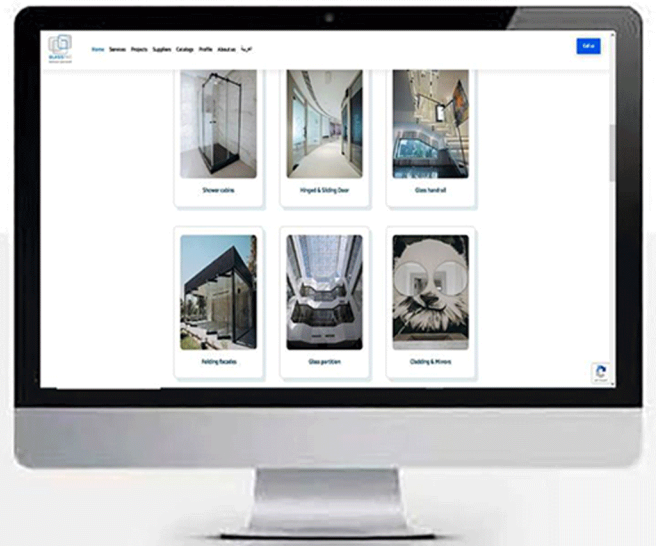 Home Services Projects Suppliers Catalogs Profile About us العربية
Call us
Shower cabins
Hinged & Sliding Door
Glass handrail
Folding facades
Glass partition
Cladding & Mirrors